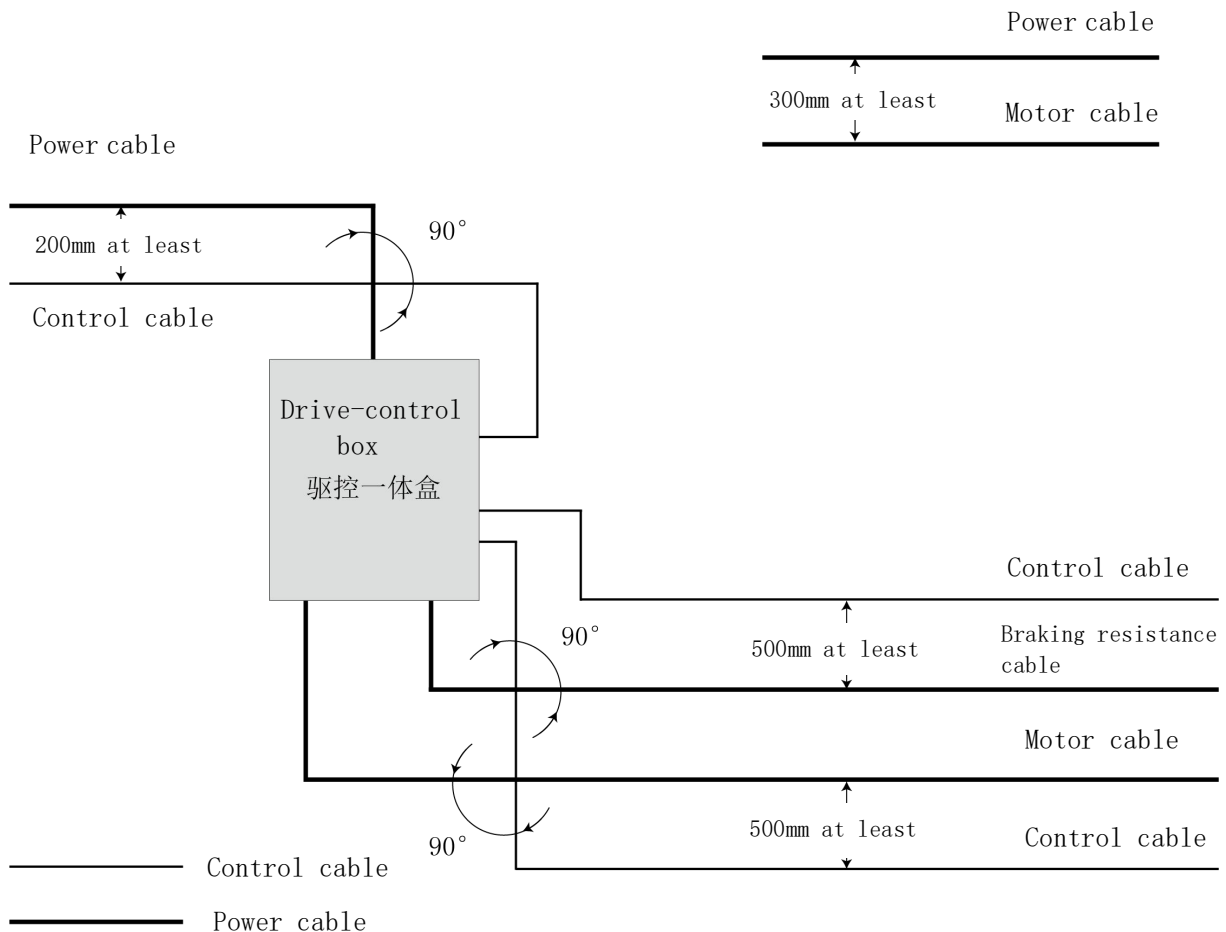 Power cable
300mm at least
Motor cable
Power cable
90°
200mm at least
Control cable
Drive-control
box
驱控一体盒
Control cable
90°
500mm at least
Braking resistance
cable
Motor cable
500mm at least
Control cable
90°
Control cable
Power cable